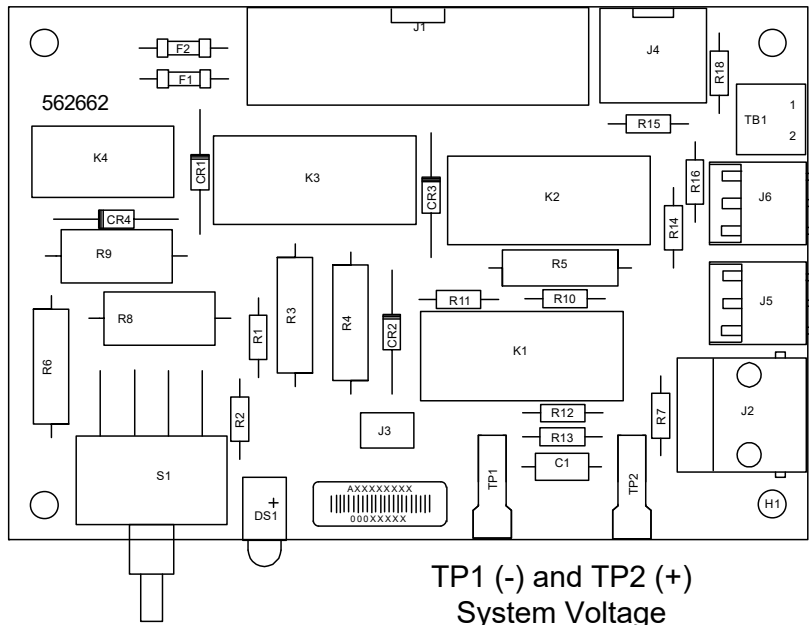 J1
F2
F1
J4
R18
562662
TB1
1
2
R15
K4
CR1
K3
CR3
K2
R16
J6
CR4
R14
R9
R5
R8
R1
R3
R4
CR2
R11
R10
J5
R6
K1
R2
J3
R12
R13
R7
J2
S1
C1
TP1
TP2
AXXXXXXXX
000XXXXX
DS1
+
H1
TP1 (-) and TP2 (+)
System Voltage